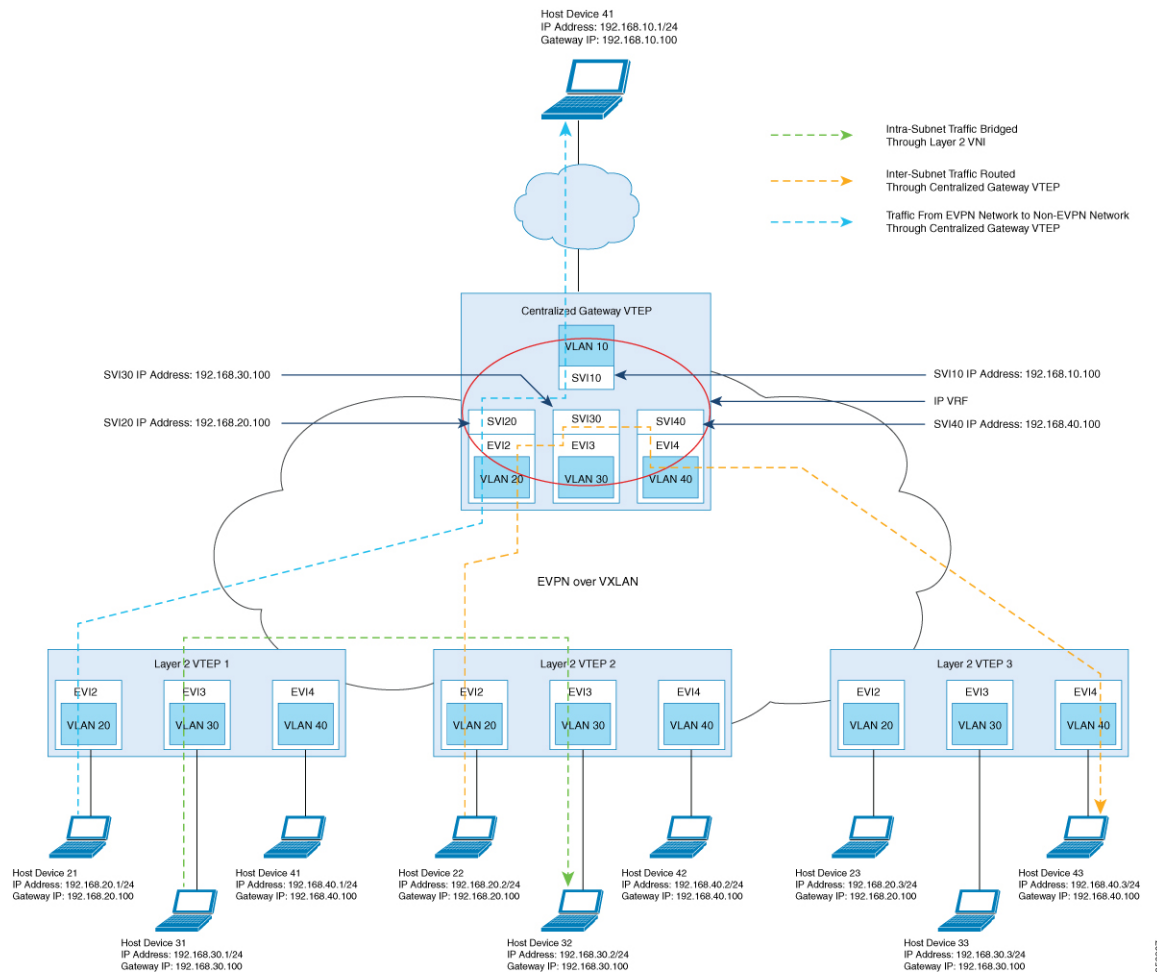 Host Device 41
IP Address: 192.168.10.1/24
Gateway IP: 192.168.10.100
Intra-Subnet Traffic Bridged
Through Layer 2 VNI
Inter-Subnet Traffic Routed
Through Centralized Gateway VTEP
Traffic From EVPN Network to Non-EVPN Network
Through Centralized Gateway VTEP
Centralized Gateway VTEP
VLAN 10
SVI10
SVI30 IP Address: 192.168.30.100
SVI10 IP Address: 192.168.10.100
IP VRF
SVI20 IP Address: 192.168.20.100
SVI40 IP Address: 192.168.40.100
SVI20
SVI30
SVI40
EVI2
EVI3
EVI4
VLAN 20
VLAN 30
VLAN 40
EVPN over VXLAN
Layer 2 VTEP 1
EVI2
EVI3
EVI4
VLAN 20
VLAN 30
VLAN 40
Layer 2 VTEP 2
EVI2
EVI3
EVI4
VLAN 20
VLAN 30
VLAN 40
Layer 2 VTEP 3
EVI2
EVI3
EVI4
VLAN 20
VLAN 30
VLAN 40
Host Device 21
IP Address: 192.168.20.1/24
Gateway IP: 192.168.20.100
Host Device 41
IP Address: 192.168.40.1/24
Gateway IP: 192.168.40.100
Host Device 22
IP Address: 192.168.20.2/24
Gateway IP: 192.168.20.100
Host Device 42
IP Address: 192.168.40.2/24
Gateway IP: 192.168.40.100
Host Device 23
IP Address: 192.168.20.3/24
Gateway IP: 192.168.20.100
Host Device 43
IP Address: 192.168.40.3/24
Gateway IP: 192.168.40.100
Host Device 31
IP Address: 192.168.30.1/24
Gateway IP: 192.168.30.100
Host Device 32
IP Address: 192.168.30.2/24
Gateway IP: 192.168.30.100
Host Device 33
IP Address: 192.168.30.3/24
Gateway IP: 192.168.30.100